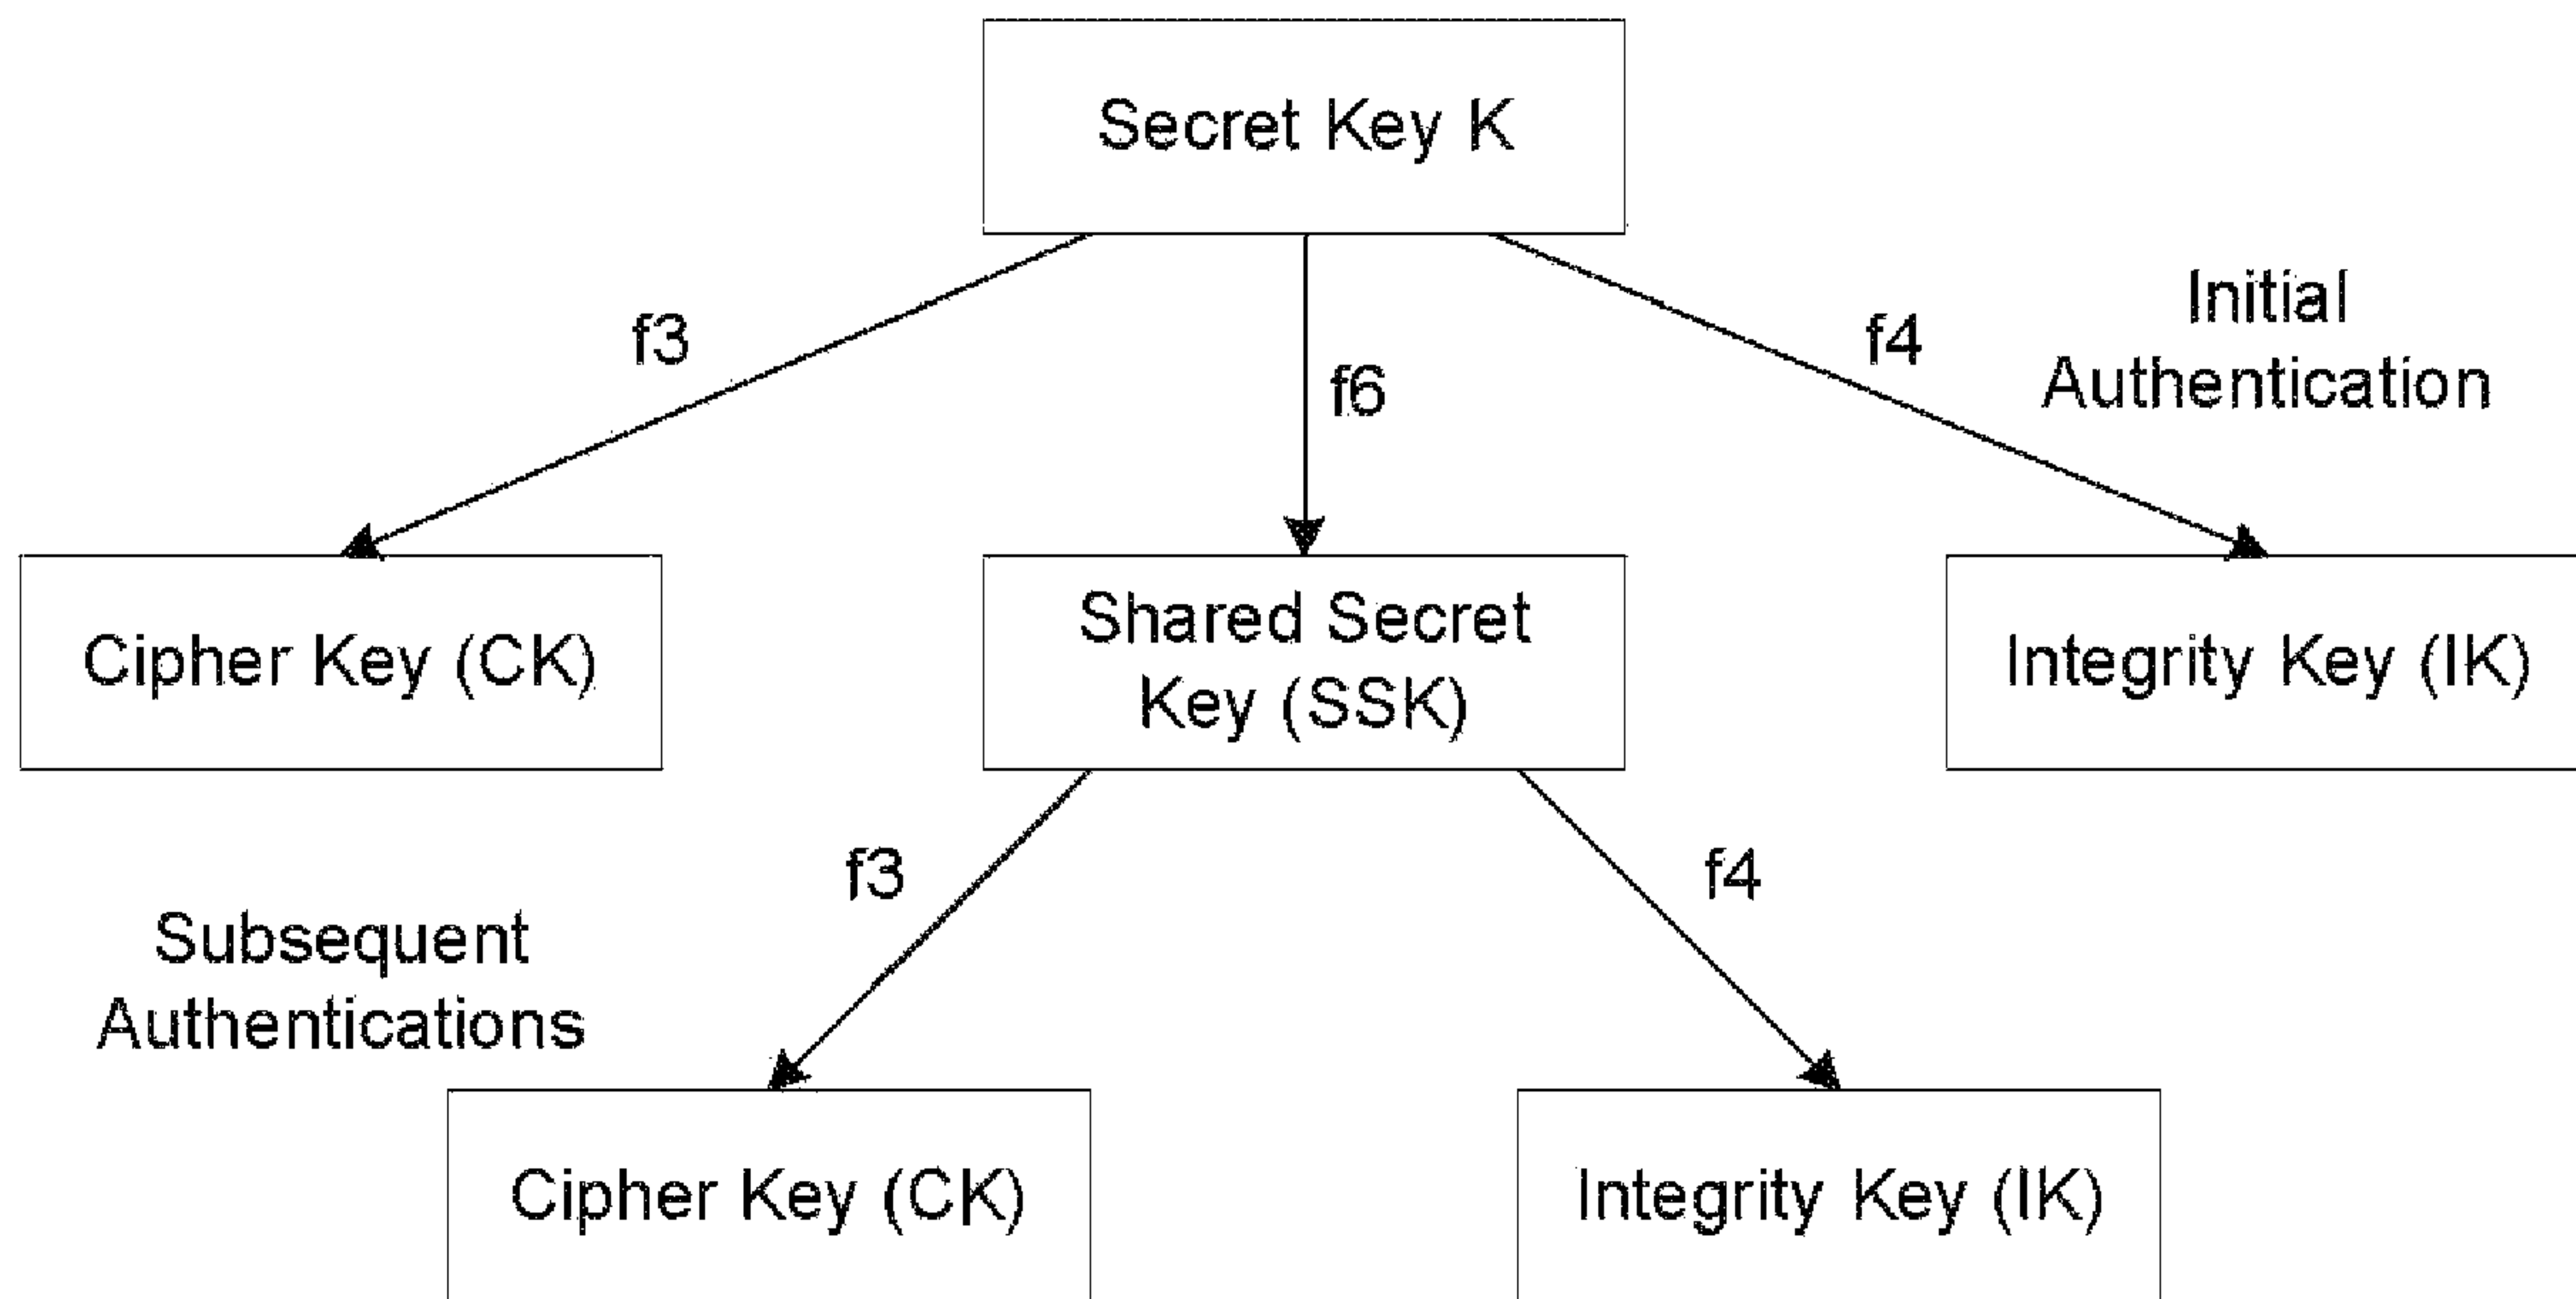 Secret Key K
f3
f6
f4
Initial
Authentication
Cipher Key (CK)
Shared Secret
Key (SSK)
Integrity Key (IK)
f3
f4
Subsequent
Authentications
Cipher Key (CK)
Integrity Key (IK)